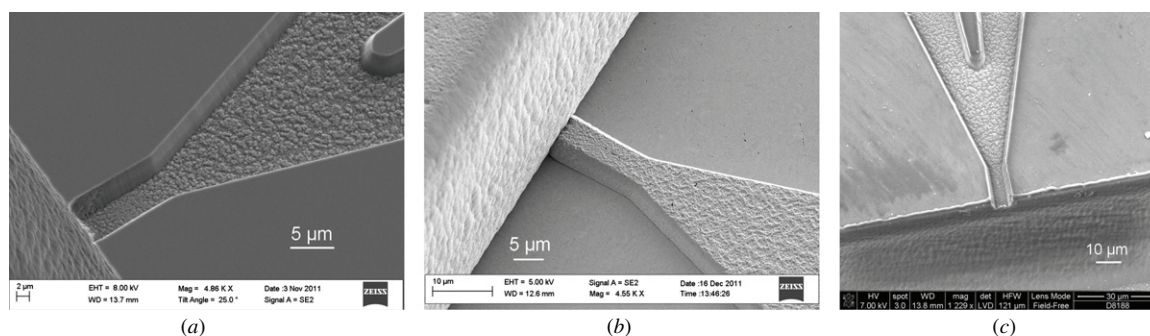 5 µm
2 µm
EHT = 8.00 kV
WD = 13.7 mm
Mag = 4.86 K X
Tilt Angle = 25.0 °
Date :3 Nov 2011
Signal A = SE2
ZEISS
(a)
5 µm
10 µm
EHT = 5.00 kV
WD = 12.6 mm
Signal A = SE2
Mag = 4.55 K X
Date :16 Dec 2011
Time :13:46:26
ZEISS
(b)
10 µm
HV
7.00 kV
spot
3.0
WD
13.8 mm
mag
1 229 x
det
LVD
HFW
121 µm
Lens Mode
Field-Free
30 µm
D8188
(c)